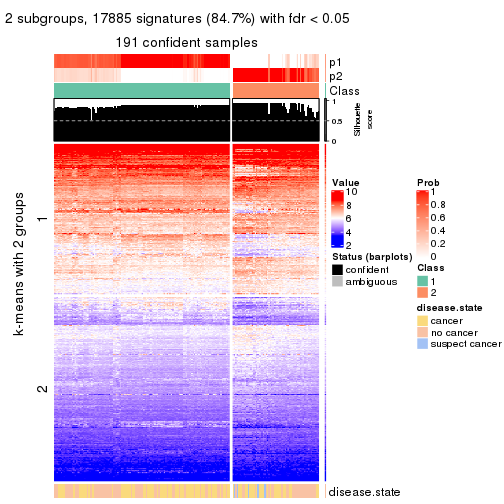 2 subgroups, 17885 signatures (84.7%) with fdr < 0.05
191 confident samples
p1
p2
Class
1
0.5
0
Silhouette
score
k-means with 2 groups
1
2
Value
10
8
6
4
2
Status (barplots)
confident
ambiguous
Prob
1
0.8
0.6
0.4
0.2
0
Class
1
2
disease.state
cancer
no cancer
suspect cancer
disease.state